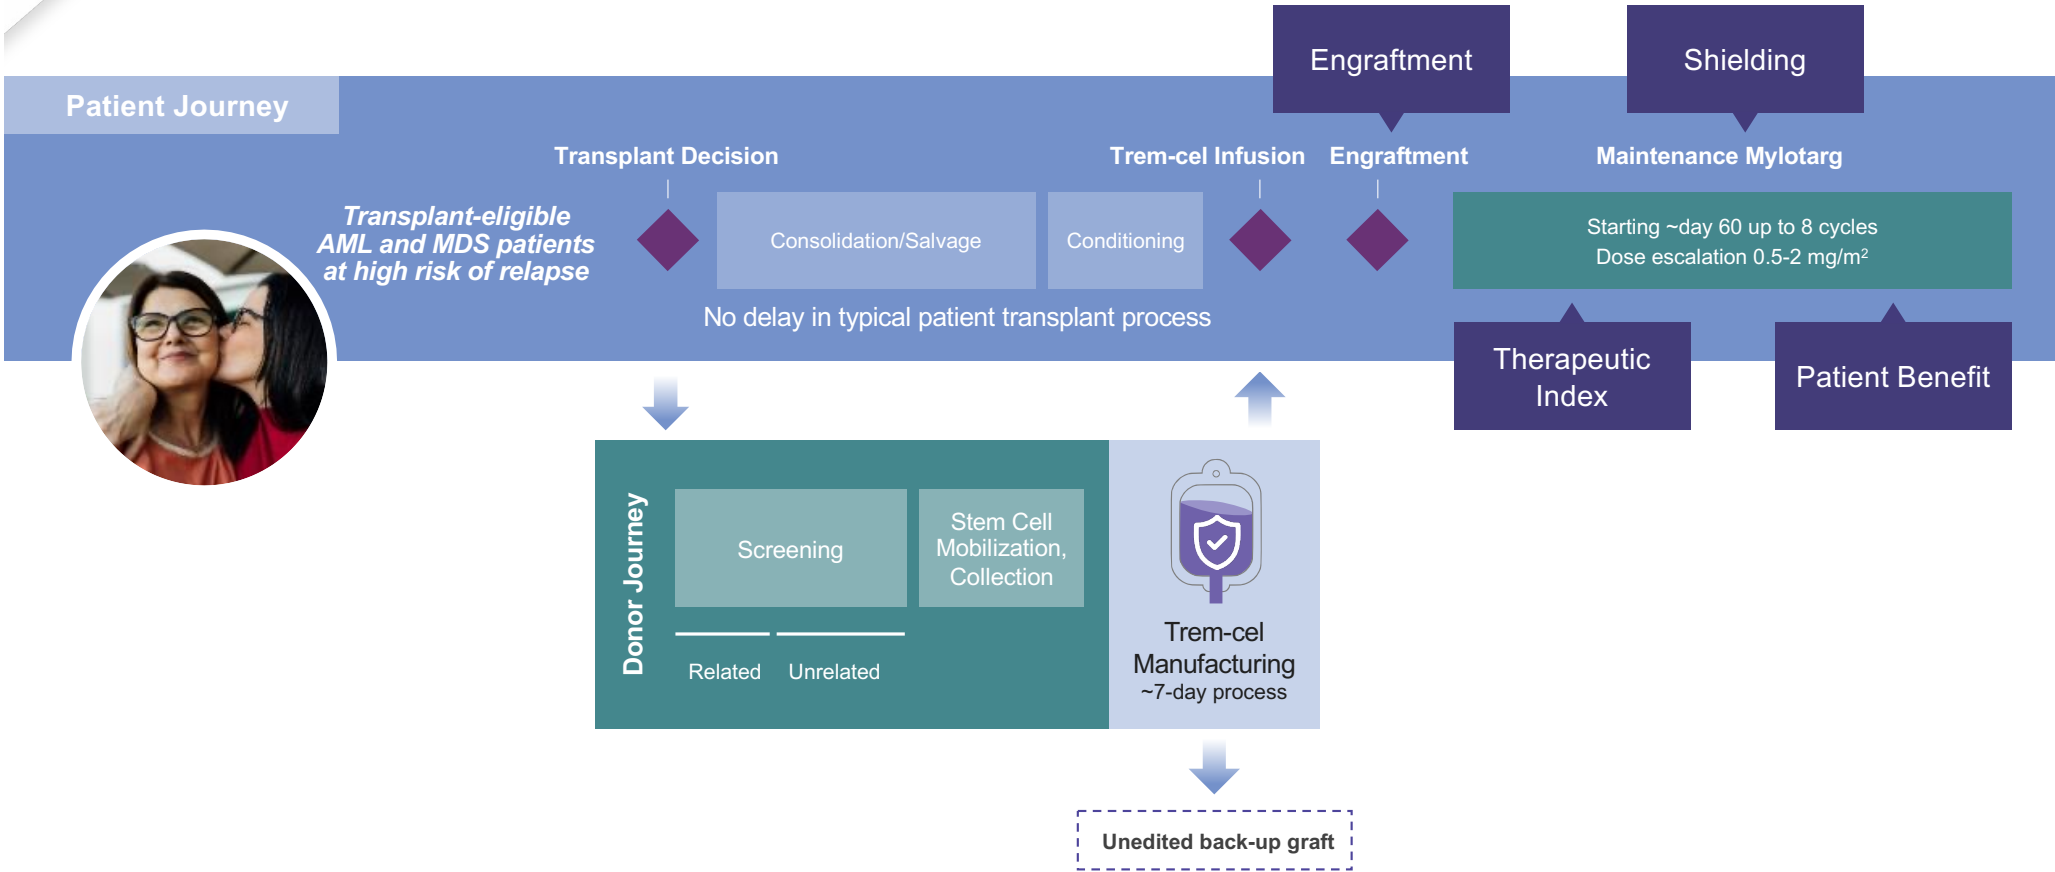 Engraftment
Shielding
Patient Journey
Transplant Decision
Trem-cel Infusion
Engraftment
Maintenance Mylotarg
Transplant-eligible
AML and MDS patients
at high risk of relapse
Consolidation/Salvage
Conditioning
Starting ~day 60 up to 8 cycles
Dose escalation 0.5-2 mg/m²
No delay in typical patient transplant process
Therapeutic
Index
Patient Benefit
Donor Journey
Screening
Stem Cell
Mobilization,
Collection
Related
Unrelated
Trem-cel
Manufacturing
~7-day process
Unedited back-up graft